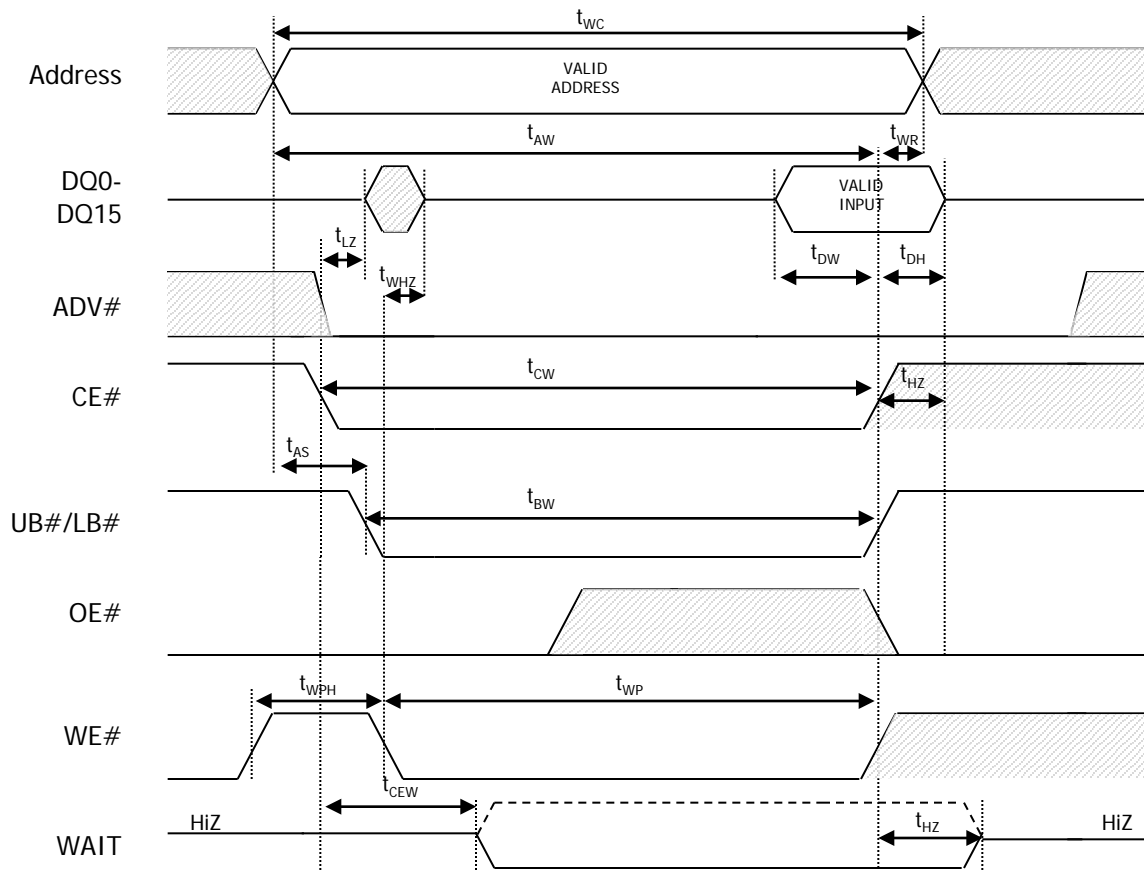 tWC
Address
VALID
ADDRESS
tAW
tWR
DQ0-
DQ15
VALID
INPUT
tLZ
tWHZ
tDW
tDH
ADV#
tCW
tHZ
CE#
tAS
tBW
UB#/LB#
OE#
tWPH
tWP
WE#
tCEW
HiZ
tHZ
HiZ
WAIT